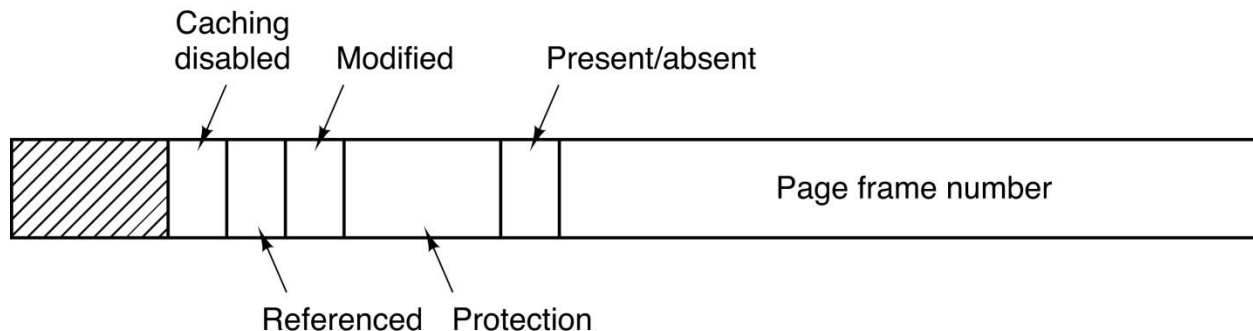 Caching
disabled
Modified
Present/absent
Page frame number
Referenced
Protection